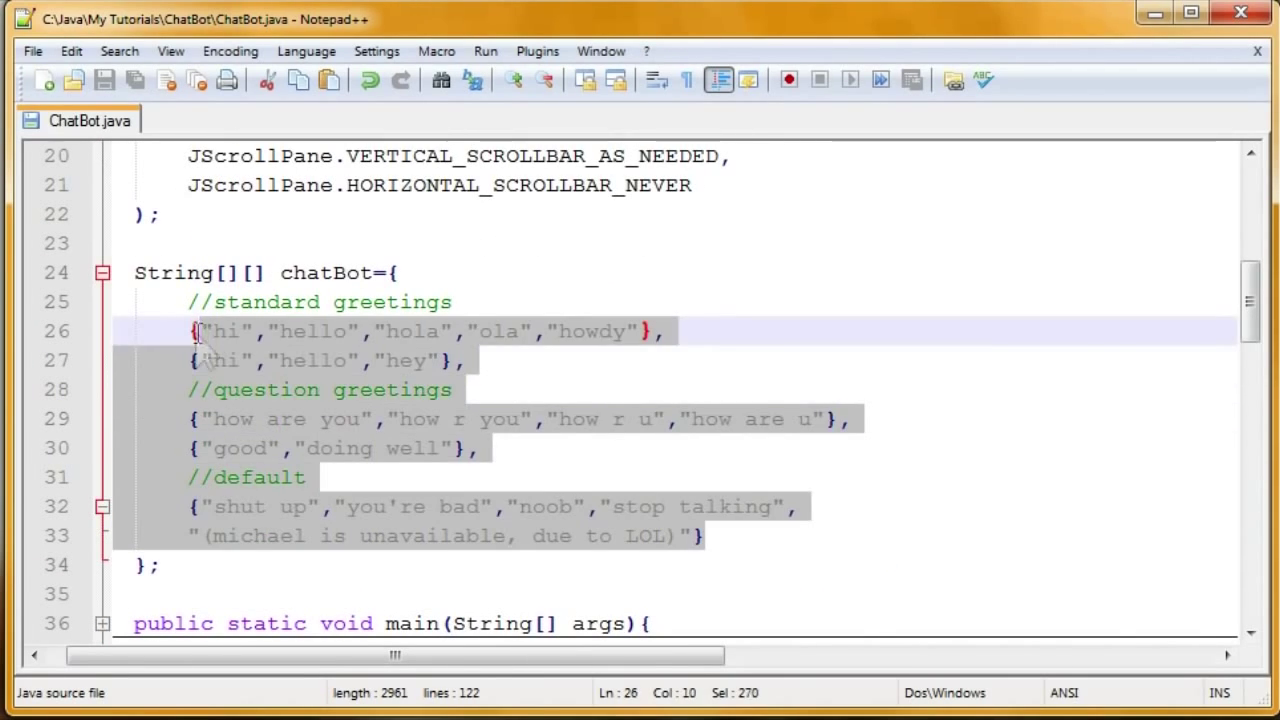 C:\Java\My Tutorials\ChatBot\ChatBot.java - Notepad++
File Edit Search View Encoding Language Settings Macro Run Plugins Window ? X
ABC
ChatBot.java
20 JScrollPane.VERTICAL_SCROLLBAR_AS_NEEDED,
21 JScrollPane.HORIZONTAL_SCROLLBAR_NEVER
22 );
23
24 String[][] chatBot={
25 //standard greetings
26 {"hi","hello","hola","ola","howdy"},
27 {"hi","hello","hey"},
28 //question greetings
29 {"how are you","how r you","how r u","how are u"},
30 {"good","doing well"},
31 //default
32 {"shut up","you're bad","noob","stop talking",
33 "(michael is unavailable, due to LOL)"}
34 };
35
36 public static void main(String[] args){
Java source file length : 2961 lines : 122 Ln : 26 Col : 10 Sel : 270 Dos\Windows ANSI INS